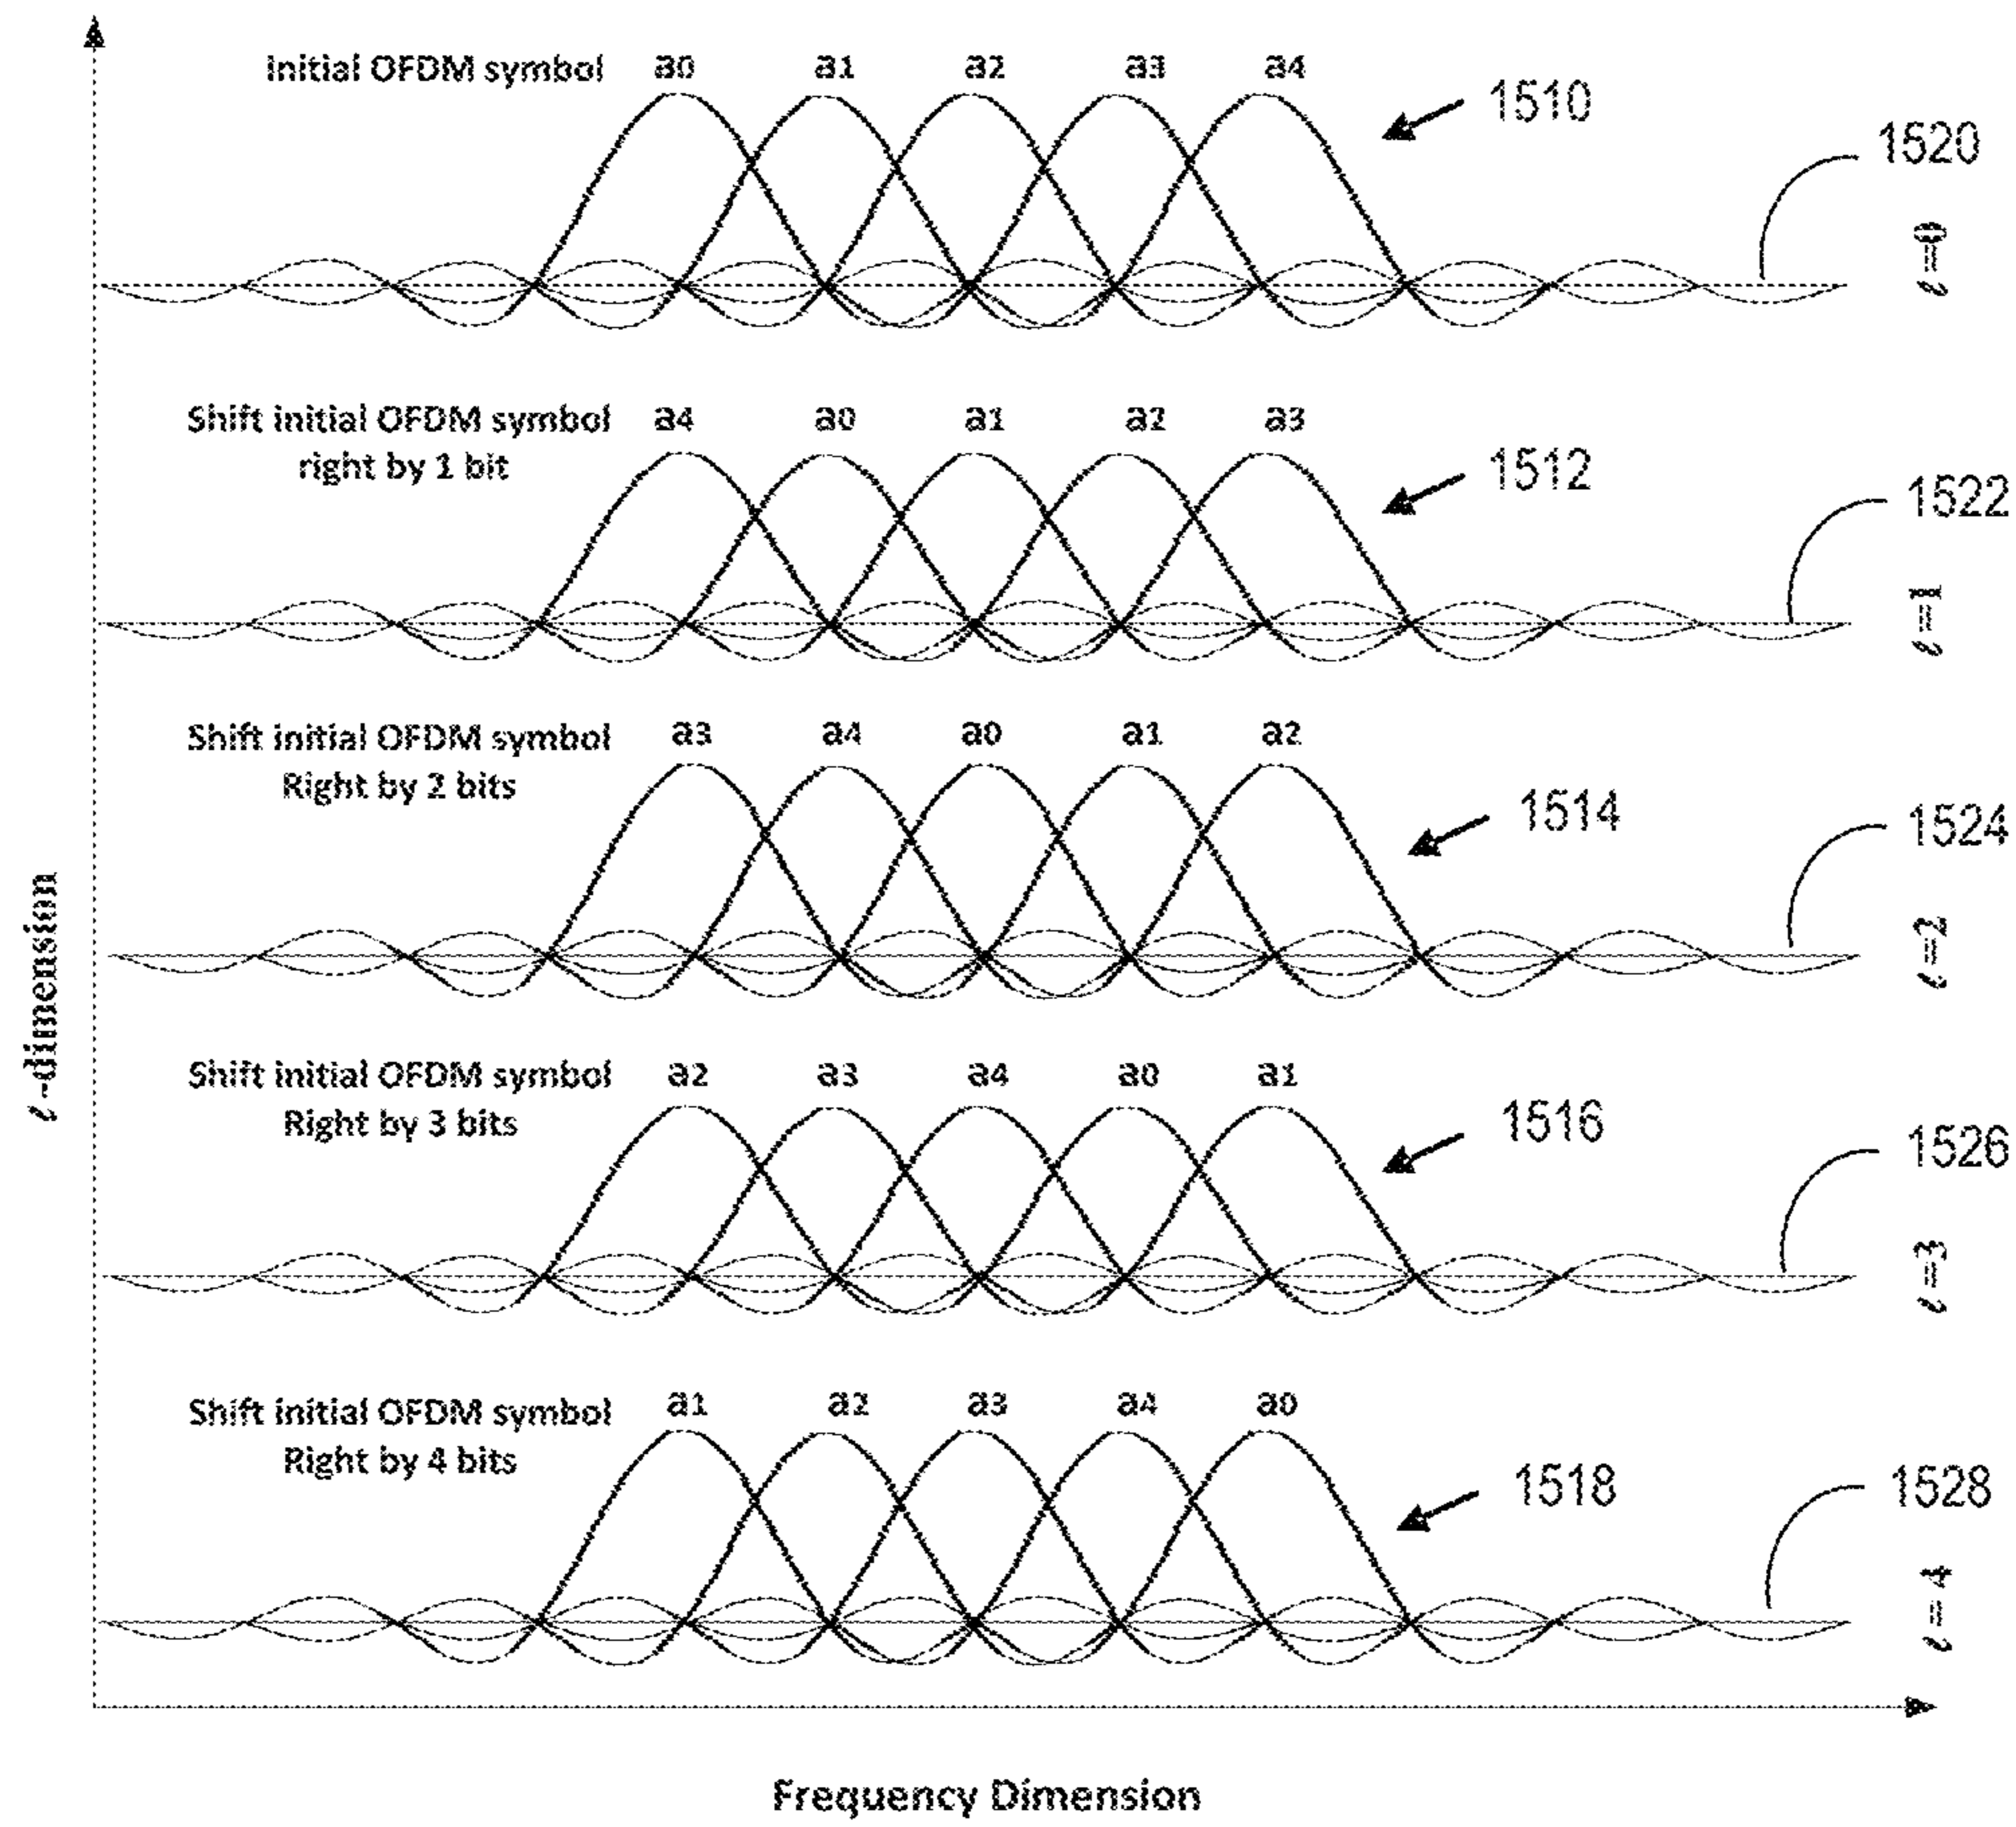 Initial OFDM symbol a0 a1 a2 a3 a4
1510
1520
ℓ=0
Shift initial OFDM symbol a4 a0 a1 a2 a3
right by 1 bit
1512
1522
ℓ=1
Shift initial OFDM symbol a3 a4 a0 a1 a2
Right by 2 bits
1514
1524
ℓ=2
ℓ-dimension
Shift initial OFDM symbol a2 a3 a4 a0 a1
Right by 3 bits
1516
1526
ℓ=3
Shift initial OFDM symbol a1 a2 a3 a4 a0
Right by 4 bits
1518
1528
ℓ=4
Frequency Dimension